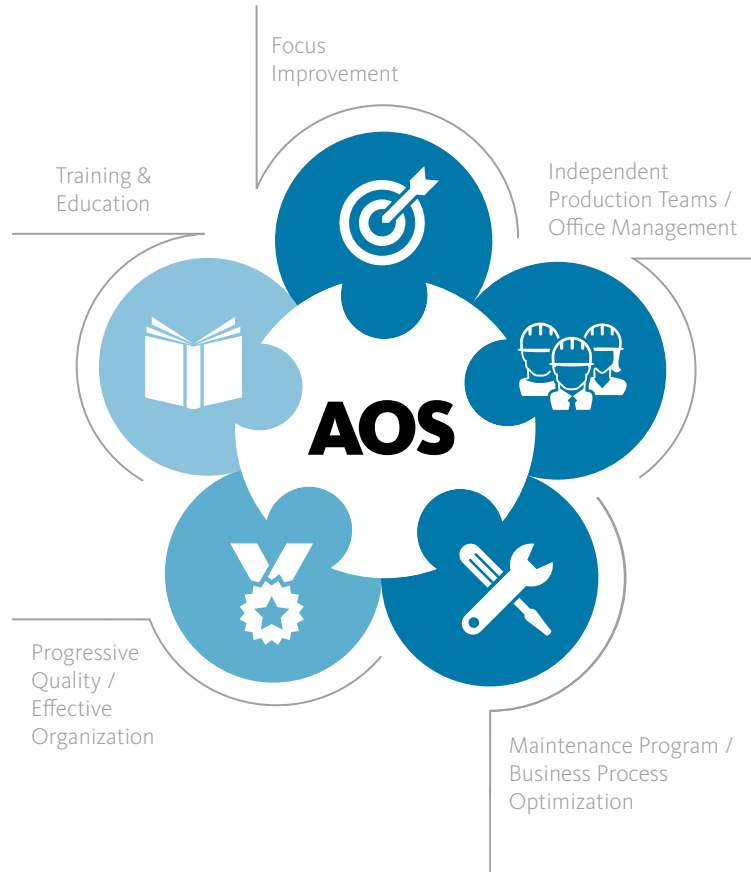 Focus
Improvement
Training &
Education
Independent
Production Teams /
Office Management
AOS
Progressive
Quality /
Effective
Organization
Maintenance Program /
Business Process
Optimization